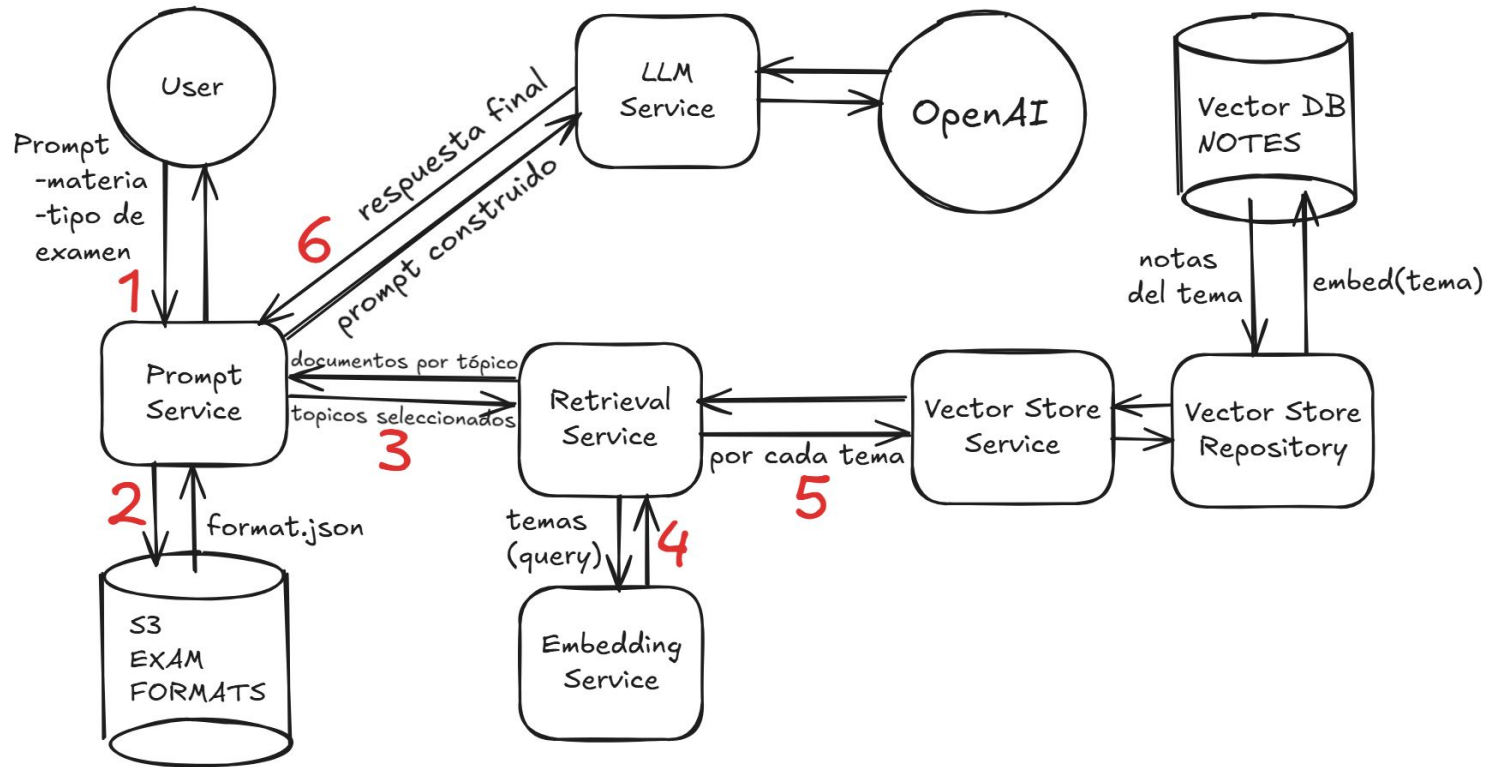 User
Prompt
-materia
-tipo de
examen
1
LLM
Service
OpenAI
Vector DB
NOTES
respuesta final
6
prompt construido
notas
del tema
embed(tema)
Prompt
Service
documentos por tópico
topicos seleccionados
3
Retrieval
Service
por cada tema
5
Vector Store
Service
Vector Store
Repository
2
format.json
temas
(query)
4
S3
EXAM
FORMATS
Embedding
Service